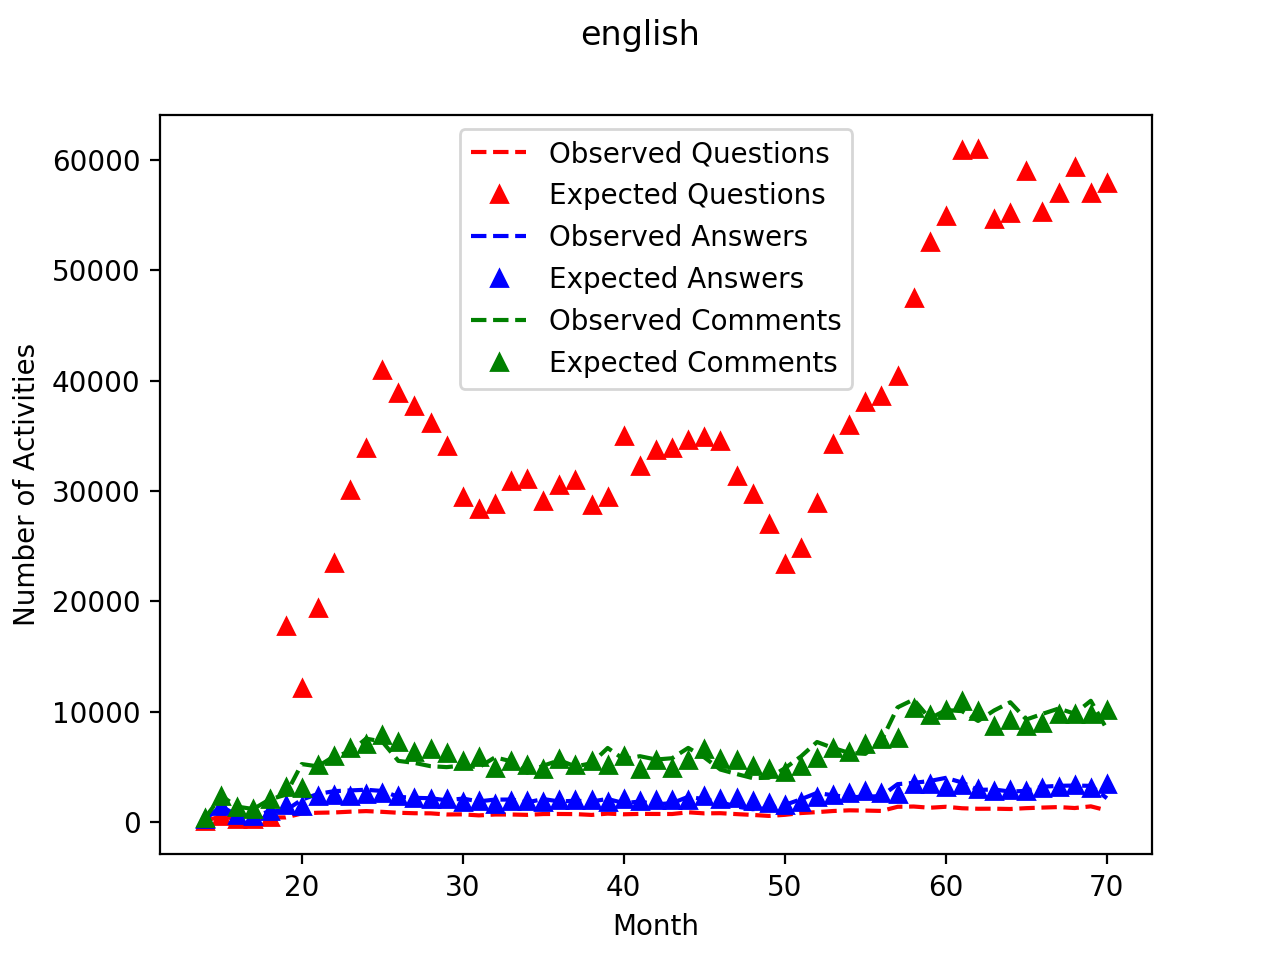 english
Observed Questions
Expected Questions
Observed Answers
Expected Answers
Observed Comments
Expected Comments
60000
50000
40000
30000
20000
10000
0
Number of Activities
20 30 40 50 60 70
Month